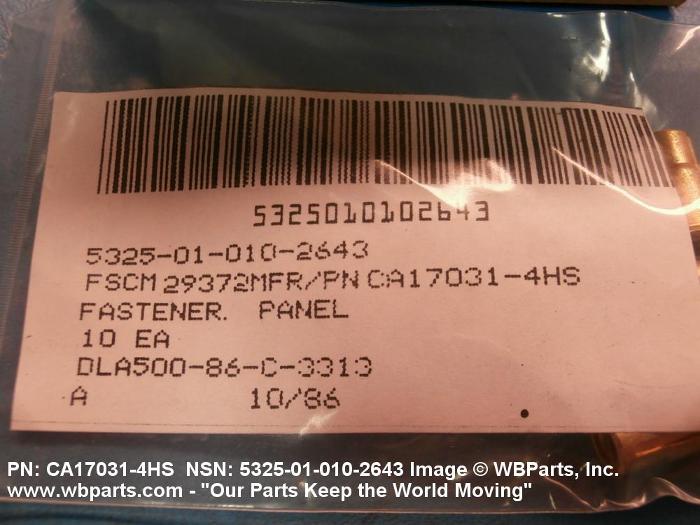 5325010102643
5325-01-010-2643
FSCM 29372MFR/PN CA17031-4HS
FASTENER. PANEL
10 EA
DLA500-86-C-3313
A 10/86
PN: CA17031-4HS NSN: 5325-01-010-2643 Image © WBParts, Inc.
www.wbparts.com - "Our Parts Keep the World Moving"